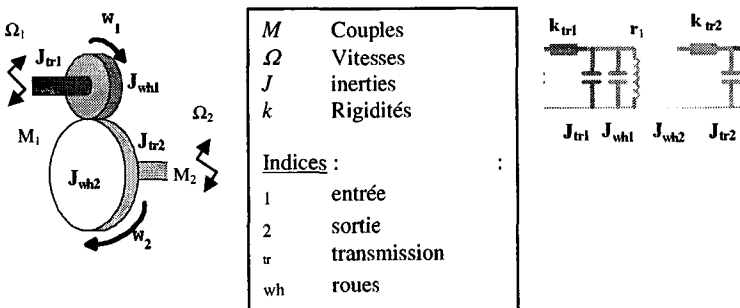 Ω1
W1
Jtr1
Jwh1
M1
Ω2
Jtr2
Jwh2
M2
W2
M Couples
Ω Vitesses
J inerties
k Rigidités
Indices : :
1 entrée
2 sortie
tr transmission
wh roues
ktr1 r1 ktr2
Jtr1 Jwh1 Jwh2 Jtr2